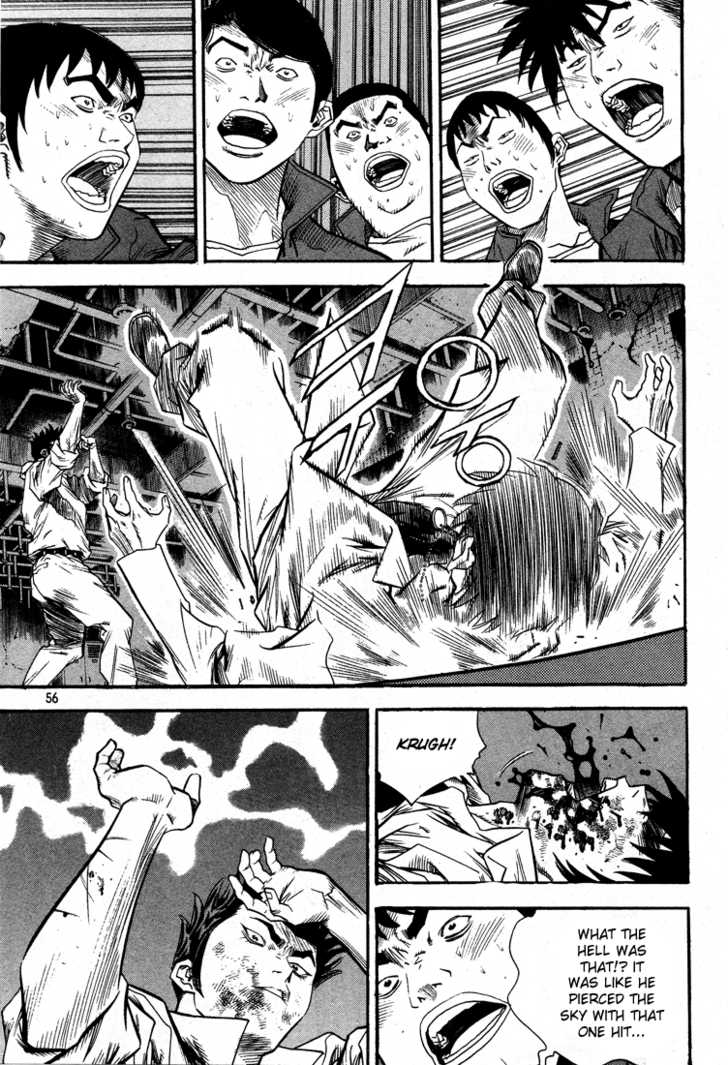 56
KRUGH!
WHAT THE
HELL WAS
THAT!? IT
WAS LIKE HE
PIERCED THE
SKY WITH THAT
ONE HIT...